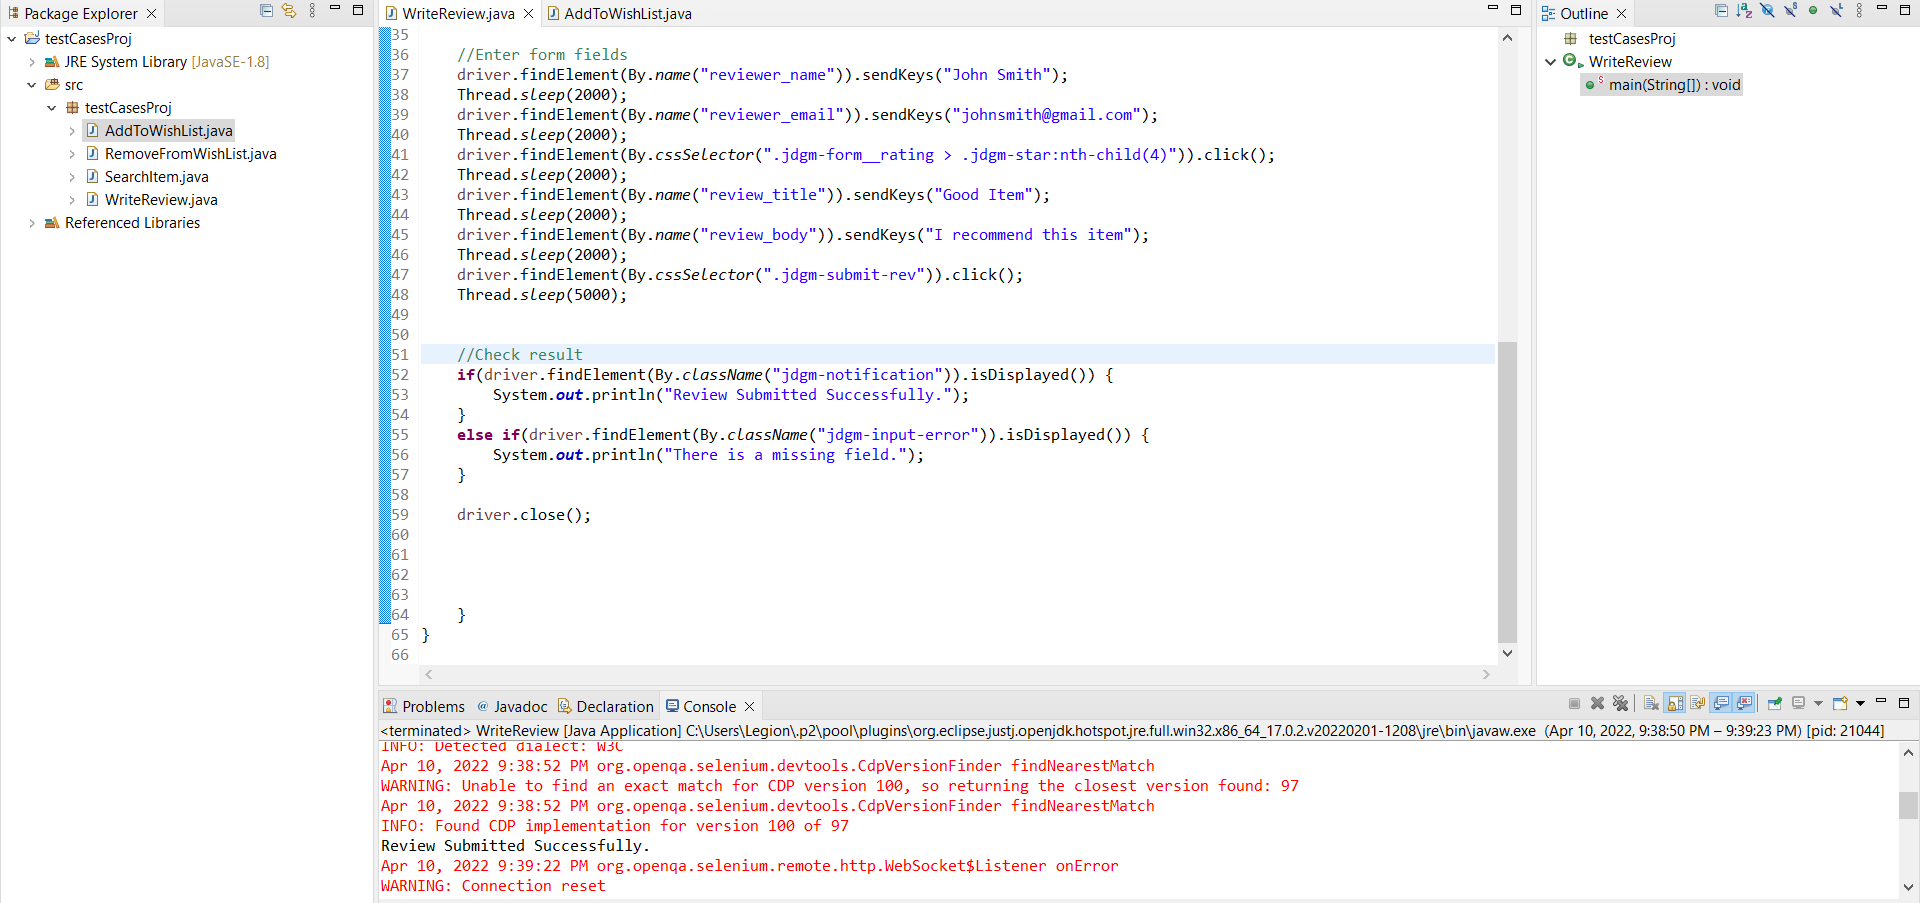 Package Explorer
testCasesProj
JRE System Library [JavaSE-1.8]
src
testCasesProj
AddToWishList.java
RemoveFromWishList.java
SearchItem.java
WriteReview.java
Referenced Libraries
WriteReview.java
AddToWishList.java
35
36 //Enter form fields
37 driver.findElement(By.name("reviewer_name")).sendKeys("John Smith");
38 Thread.sleep(2000);
39 driver.findElement(By.name("reviewer_email")).sendKeys("johnsmith@gmail.com");
40 Thread.sleep(2000);
41 driver.findElement(By.cssSelector(".jdgm-form__rating > .jdgm-star:nth-child(4)")).click();
42 Thread.sleep(2000);
43 driver.findElement(By.name("review_title")).sendKeys("Good Item");
44 Thread.sleep(2000);
45 driver.findElement(By.name("review_body")).sendKeys("I recommend this item");
46 Thread.sleep(2000);
47 driver.findElement(By.cssSelector(".jdgm-submit-rev")).click();
48 Thread.sleep(5000);
49
50
51 //Check result
52 if(driver.findElement(By.className("jdgm-notification")).isDisplayed()) {
53 System.out.println("Review Submitted Successfully.");
54 }
55 else if(driver.findElement(By.className("jdgm-input-error")).isDisplayed()) {
56 System.out.println("There is a missing field.");
57 }
58
59 driver.close();
60
61
62
63
64 }
65 }
66
Outline
testCasesProj
WriteReview
main(String[]) : void
Problems
Javadoc
Declaration
Console
<terminated> WriteReview [Java Application] C:\Users\Legion\.p2\pool\plugins\org.eclipse.justj.openjdk.hotspot.jre.full.win32.x86_64_17.0.2.v20220201-1208\jre\bin\javaw.exe (Apr 10, 2022, 9:38:50 PM – 9:39:23 PM) [pid: 21044]
INFO: Detected dialect: W3C
Apr 10, 2022 9:38:52 PM org.openqa.selenium.devtools.CdpVersionFinder findNearestMatch
WARNING: Unable to find an exact match for CDP version 100, so returning the closest version found: 97
Apr 10, 2022 9:38:52 PM org.openqa.selenium.devtools.CdpVersionFinder findNearestMatch
INFO: Found CDP implementation for version 100 of 97
Review Submitted Successfully.
Apr 10, 2022 9:39:22 PM org.openqa.selenium.remote.http.WebSocket$Listener onError
WARNING: Connection reset